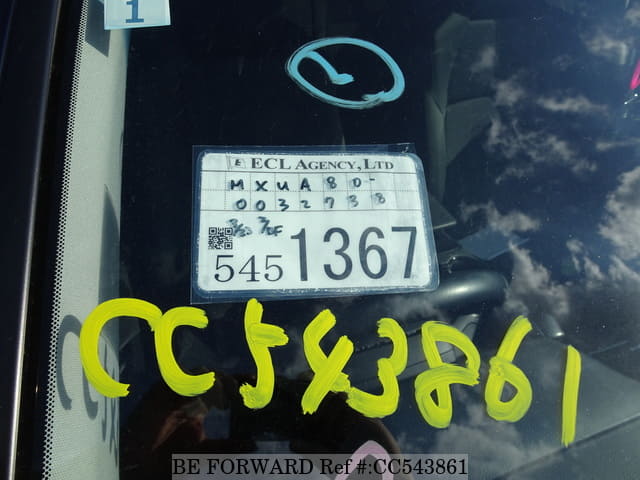 1
ECL AGENCY, LTD
MXUA80-
0032738
545 1367
CC543861
BE FORWARD Ref #:CC543861